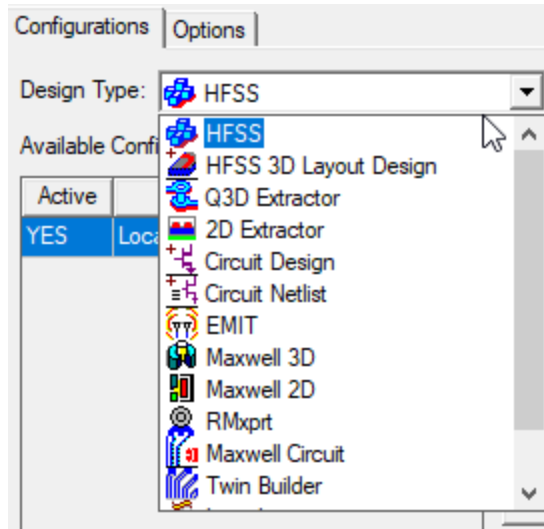 Configurations Options
Design Type: HFSS
HFSS
Available Confi
HFSS 3D Layout Design
Active
Q3D Extractor
YES Loca
2D Extractor
Circuit Design
Circuit Netlist
EMIT
Maxwell 3D
Maxwell 2D
RMxprt
Maxwell Circuit
Twin Builder